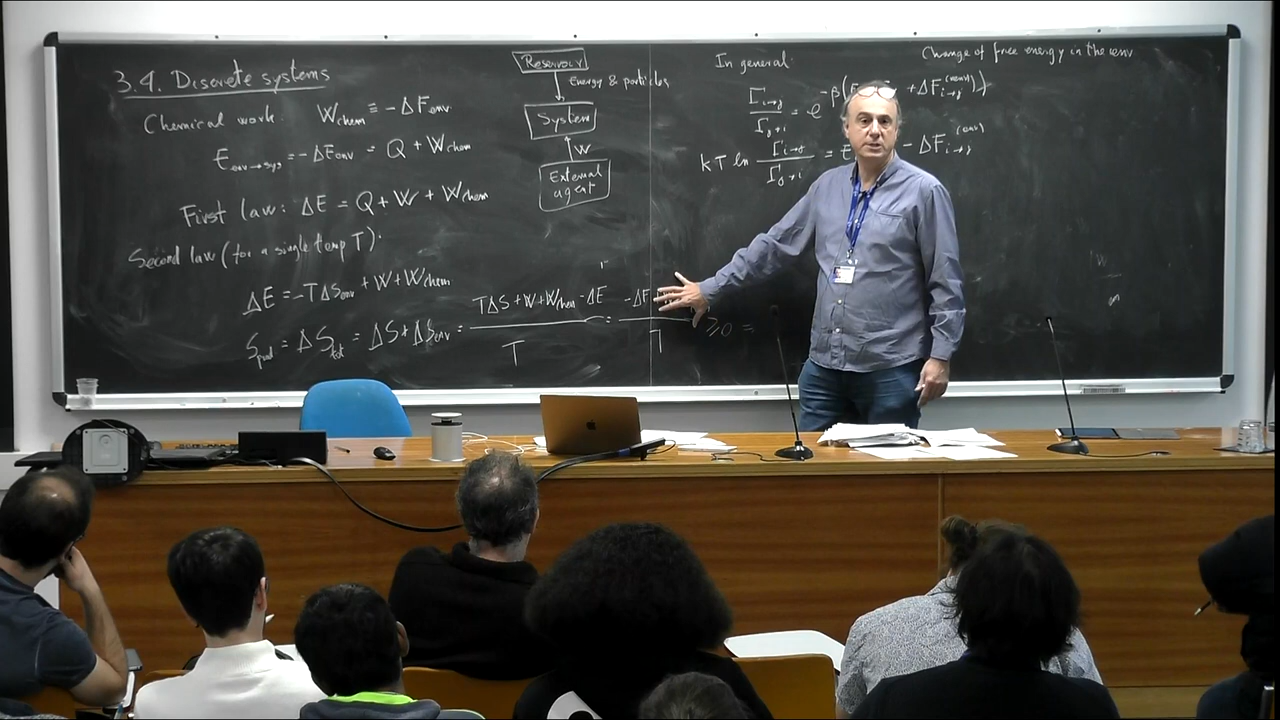 3.4. Discrete systems
Chemical work: W_chem ≡ -ΔF_env
E_env→sys = -ΔE_env = Q + W_chem
First law: ΔE = Q + W + W_chem
Second law (for a single temp T):
ΔE = -TΔS_env + W + W_chem
S_prod = ΔS_tot = ΔS + ΔS_env = (TΔS + W + W_chem - ΔE)/T = -ΔF /T ≥ 0 =
Reservoir
Energy & particles
System
W
External
agent
In general
Change of free energy in the env
Γ_i→j / Γ_j→i = e^-β( + ΔF_i→j^(env))
kT ln Γ_i→j / Γ_j→i = E - ΔF_i→j^(env)